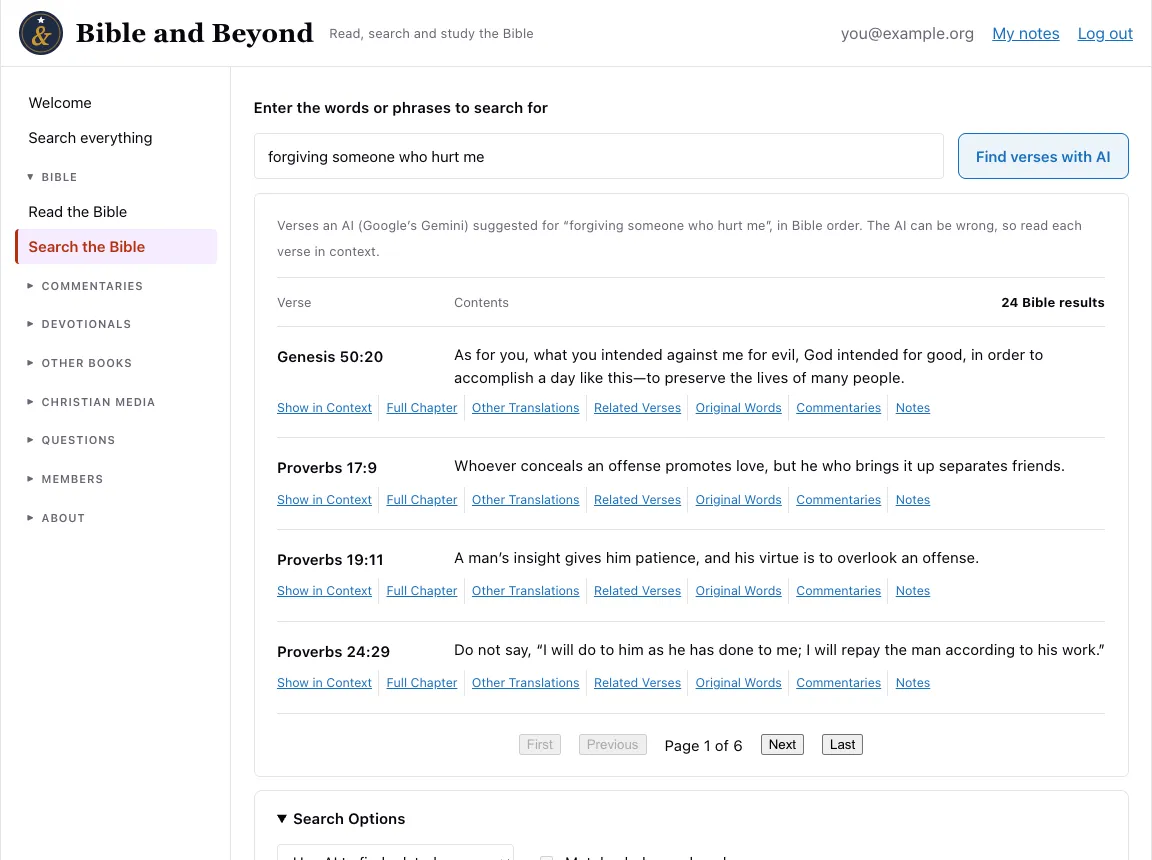 &
Bible and Beyond
Read, search and study the Bible
you@example.org
My notes
Log out
Welcome
Search everything
▼ BIBLE
Read the Bible
Search the Bible
► COMMENTARIES
► DEVOTIONALS
► OTHER BOOKS
► CHRISTIAN MEDIA
► QUESTIONS
► MEMBERS
► ABOUT
Enter the words or phrases to search for
forgiving someone who hurt me
Find verses with AI
Verses an AI (Google’s Gemini) suggested for “forgiving someone who hurt me”, in Bible order. The AI can be wrong, so read each
verse in context.
Verse Contents 24 Bible results
Genesis 50:20 As for you, what you intended against me for evil, God intended for good, in order to
accomplish a day like this—to preserve the lives of many people.
Show in Context Full Chapter Other Translations Related Verses Original Words Commentaries Notes
Proverbs 17:9 Whoever conceals an offense promotes love, but he who brings it up separates friends.
Show in Context Full Chapter Other Translations Related Verses Original Words Commentaries Notes
Proverbs 19:11 A man’s insight gives him patience, and his virtue is to overlook an offense.
Show in Context Full Chapter Other Translations Related Verses Original Words Commentaries Notes
Proverbs 24:29 Do not say, “I will do to him as he has done to me; I will repay the man according to his work.”
Show in Context Full Chapter Other Translations Related Verses Original Words Commentaries Notes
First Previous Page 1 of 6 Next Last
▼ Search Options